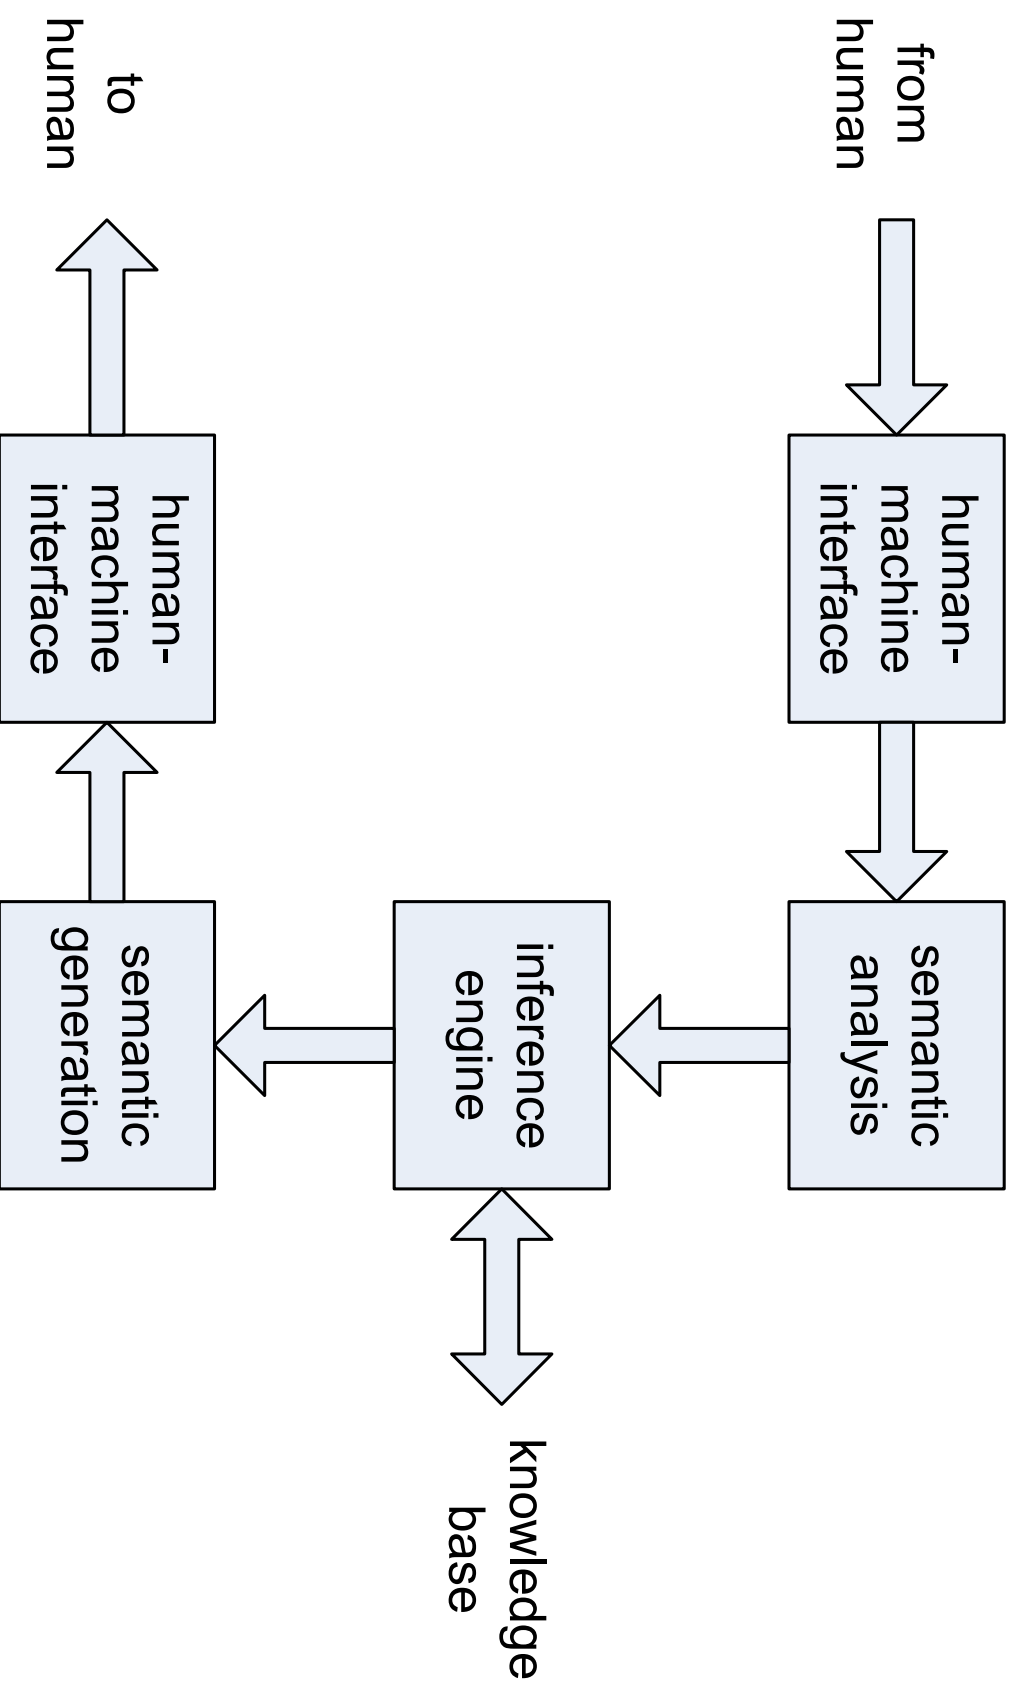 from
human
human-
machine
interface
semantic
analysis
inference
engine
knowledge
base
to
human
human-
machine
interface
semantic
generation